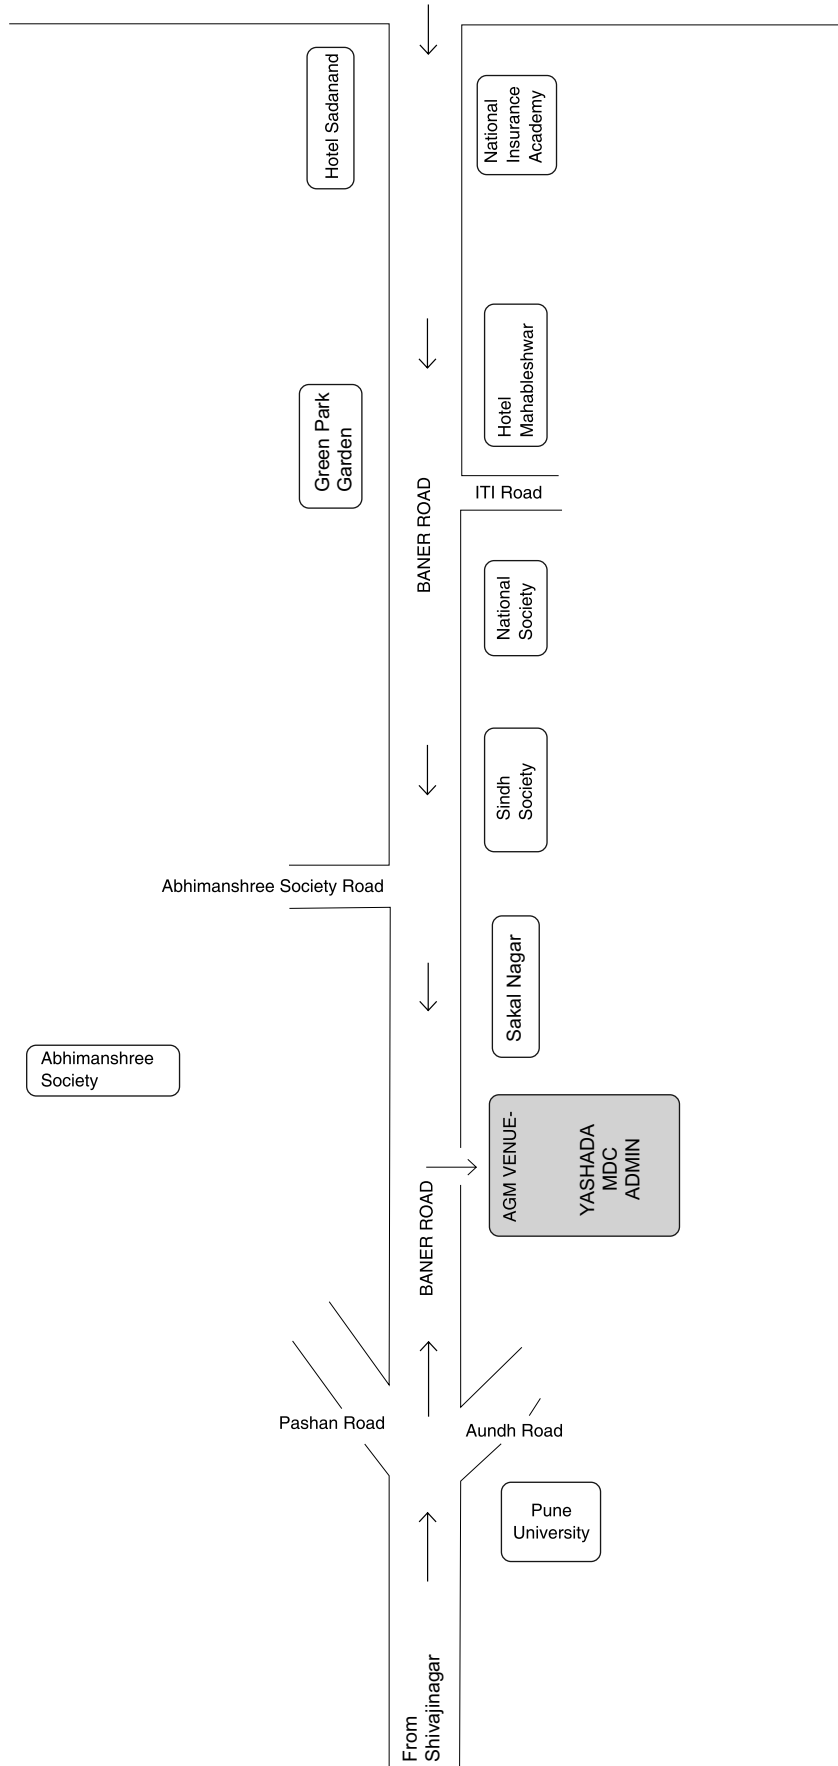 Hotel Sadanand
National
Insurance
Academy
Hotel
Mahableshwar
Green Park
Garden
BANER ROAD
ITI Road
National
Society
Sindh
Society
Abhimanshree Society Road
Sakal Nagar
Abhimanshree
Society
AGM VENUE-
YASHADA
MDC
ADMIN
BANER ROAD
Pashan Road
Aundh Road
Pune
University
From
Shivajinagar